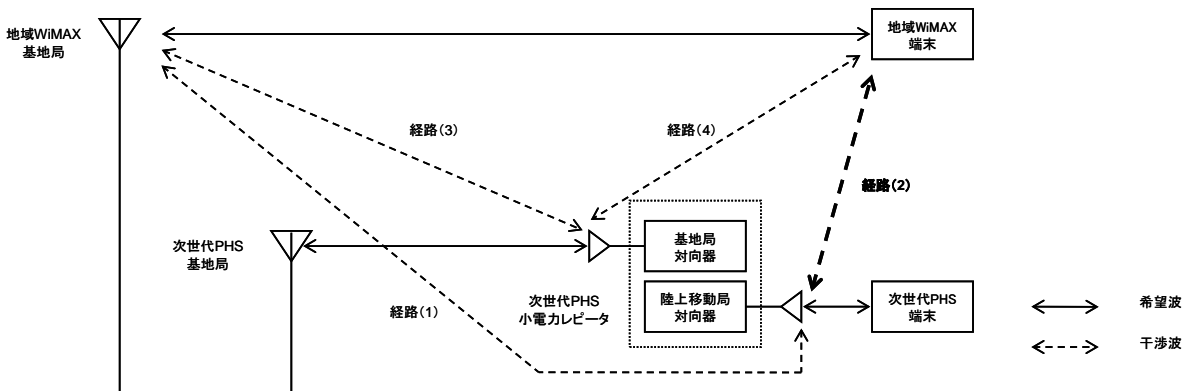 地域WiMAX
基地局
地域WiMAX
端末
経路(3)
経路(4)
経路(2)
次世代PHS
基地局
基地局
対向器
次世代PHS
小電力レピータ
陸上移動局
対向器
次世代PHS
端末
経路(1)
希望波
干渉波